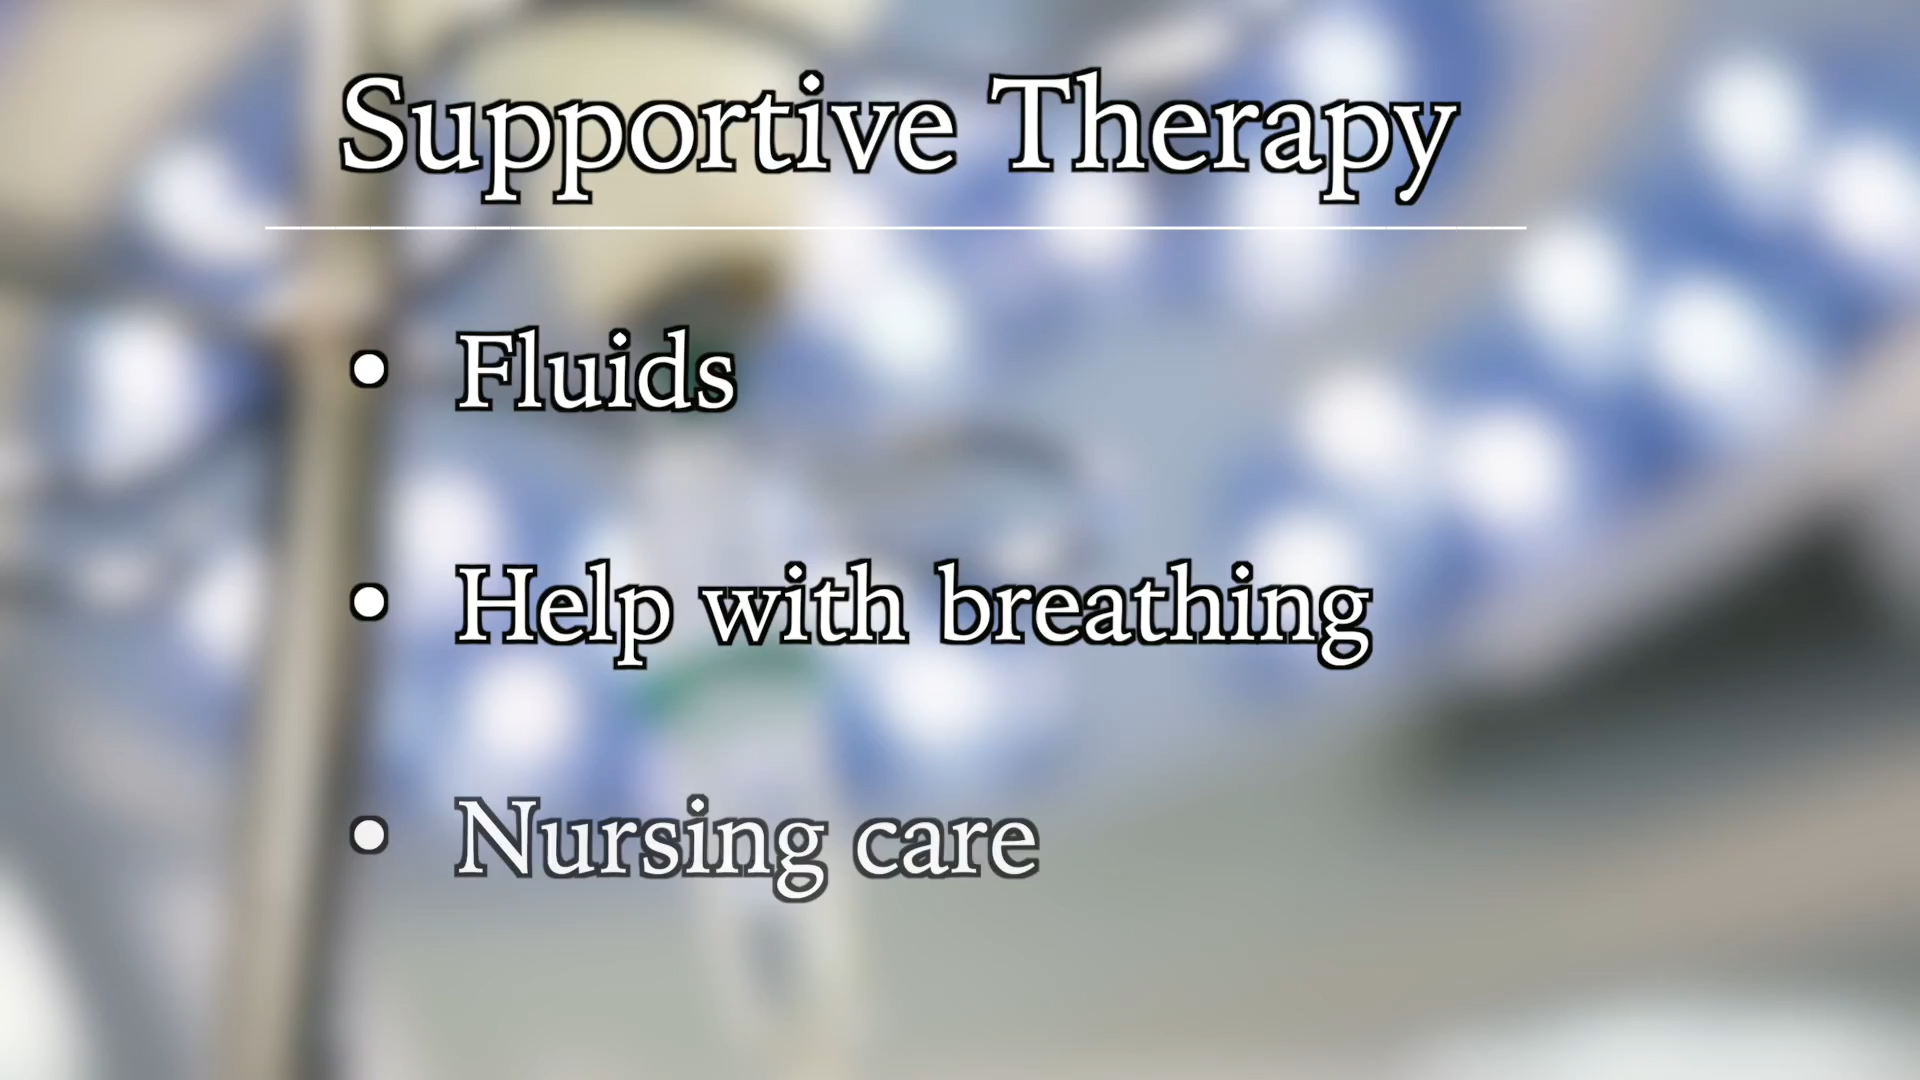 Supportive Therapy
• Fluids
• Help with breathing
• Nursing care